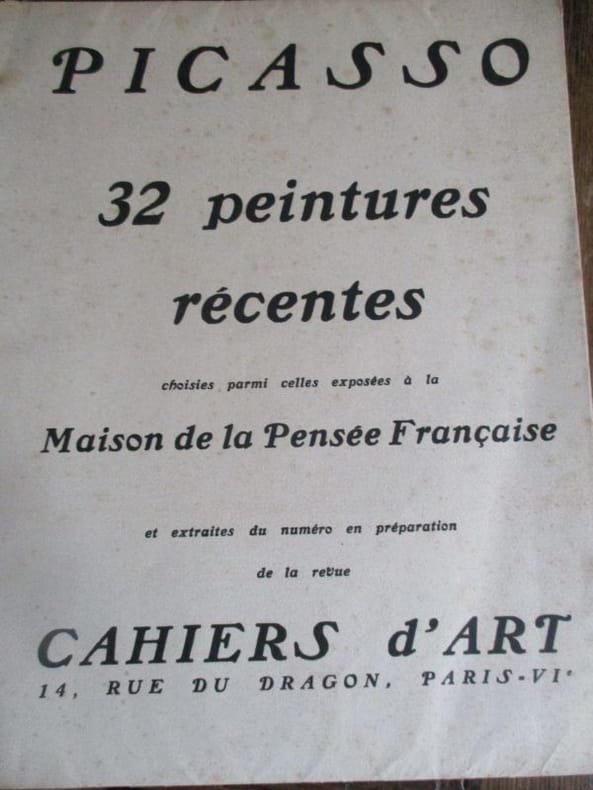 PICASSO
32 peintures
récentes
choisies parmi celles exposées à la
Maison de la Pensée Française
et extraites du numéro en préparation
de la revue
CAHIERS d'ART
14, RUE DU DRAGON, PARIS-VIᵉ